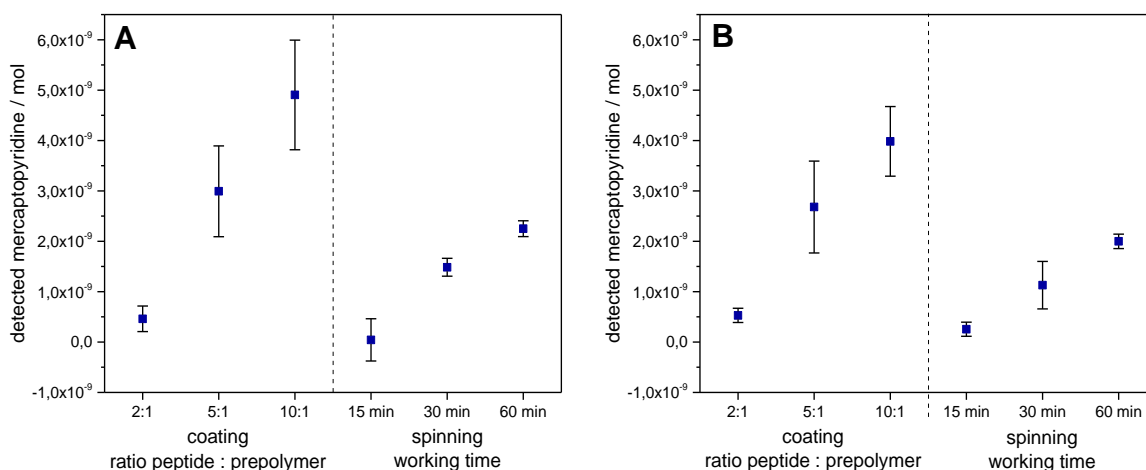 A
detected mercaptopyridine / mol
6,0x10⁻⁹
5,0x10⁻⁹
4,0x10⁻⁹
3,0x10⁻⁹
2,0x10⁻⁹
1,0x10⁻⁹
0,0
-1,0x10⁻⁹
2:1 5:1 10:1 15 min 30 min 60 min
coating spinning
ratio peptide : prepolymer working time
B
detected mercaptopyridine / mol
6,0x10⁻⁹
5,0x10⁻⁹
4,0x10⁻⁹
3,0x10⁻⁹
2,0x10⁻⁹
1,0x10⁻⁹
0,0
-1,0x10⁻⁹
2:1 5:1 10:1 15 min 30 min 60 min
coating spinning
ratio peptide : prepolymer working time